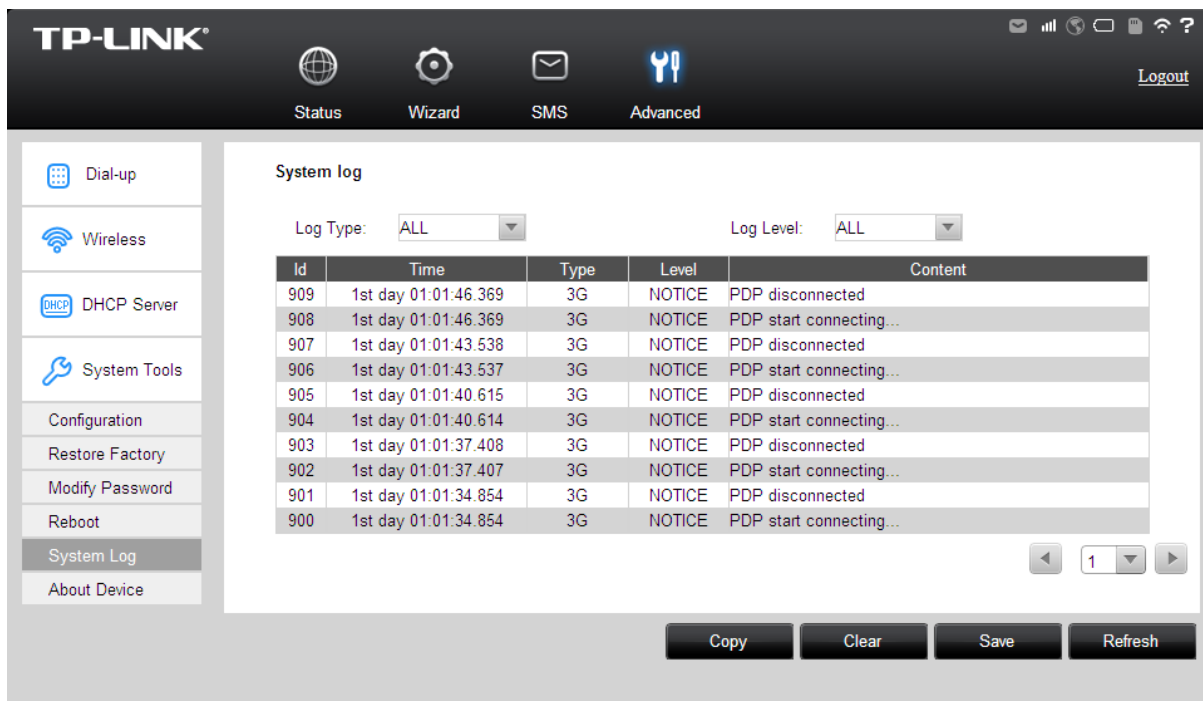 TP-LINK®
?
Logout
Status Wizard SMS Advanced
Dial-up
Wireless
DHCP DHCP Server
System Tools
Configuration
Restore Factory
Modify Password
Reboot
System Log
About Device
System log
Log Type: ALL Log Level: ALL
Id Time Type Level Content
909 1st day 01:01:46.369 3G NOTICE PDP disconnected
908 1st day 01:01:46.369 3G NOTICE PDP start connecting...
907 1st day 01:01:43.538 3G NOTICE PDP disconnected
906 1st day 01:01:43.537 3G NOTICE PDP start connecting...
905 1st day 01:01:40.615 3G NOTICE PDP disconnected
904 1st day 01:01:40.614 3G NOTICE PDP start connecting...
903 1st day 01:01:37.408 3G NOTICE PDP disconnected
902 1st day 01:01:37.407 3G NOTICE PDP start connecting...
901 1st day 01:01:34.854 3G NOTICE PDP disconnected
900 1st day 01:01:34.854 3G NOTICE PDP start connecting...
1
Copy Clear Save Refresh